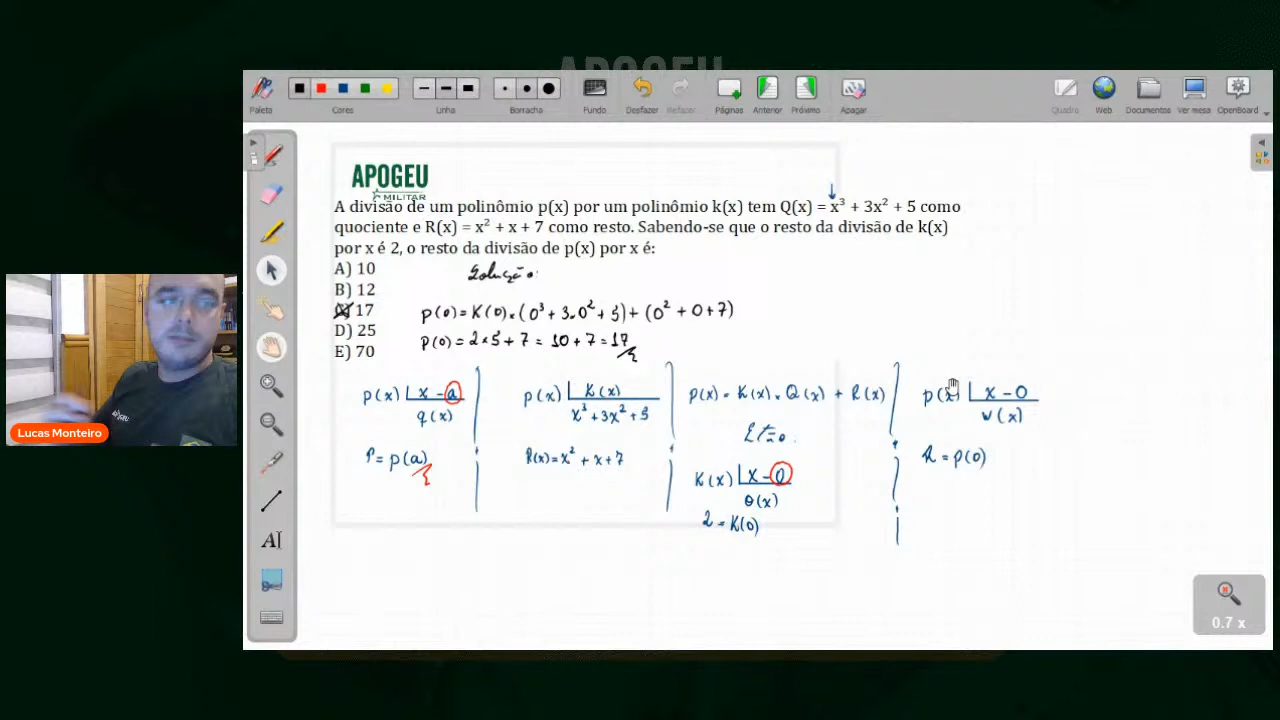 APOGEU
Paleta
Cores
Linha
Borracha
Fundo
Desfazer
Refazer
Páginas
Anterior
Próximo
Apagar
Quadro
Web
Documentos
Ver mesa
OpenBoard
APOGEU
MILITAR
A divisão de um polinômio p(x) por um polinômio k(x) tem Q(x) = x³ + 3x² + 5 como
quociente e R(x) = x² + x + 7 como resto. Sabendo-se que o resto da divisão de k(x)
por x é 2, o resto da divisão de p(x) por x é:
A) 10
B) 12
C) 17
D) 25
E) 70
Solução:
p(0) = K(0) × (0³ + 3×0² + 5) + (0² + 0 + 7)
p(0) = 2 × 5 + 7 = 10 + 7 = 17
p(x) | x - a
q(x)
r = p(a)
p(x) | K(x)
x³ + 3x² + 5
R(x) = x² + x + 7
p(x) = K(x) × Q(x) + R(x)
Então.
K(x) | x - 0
θ(x)
2 = K(0)
p(x) | x - 0
w(x)
R = p(0)
Lucas Monteiro
AI
0.7 x